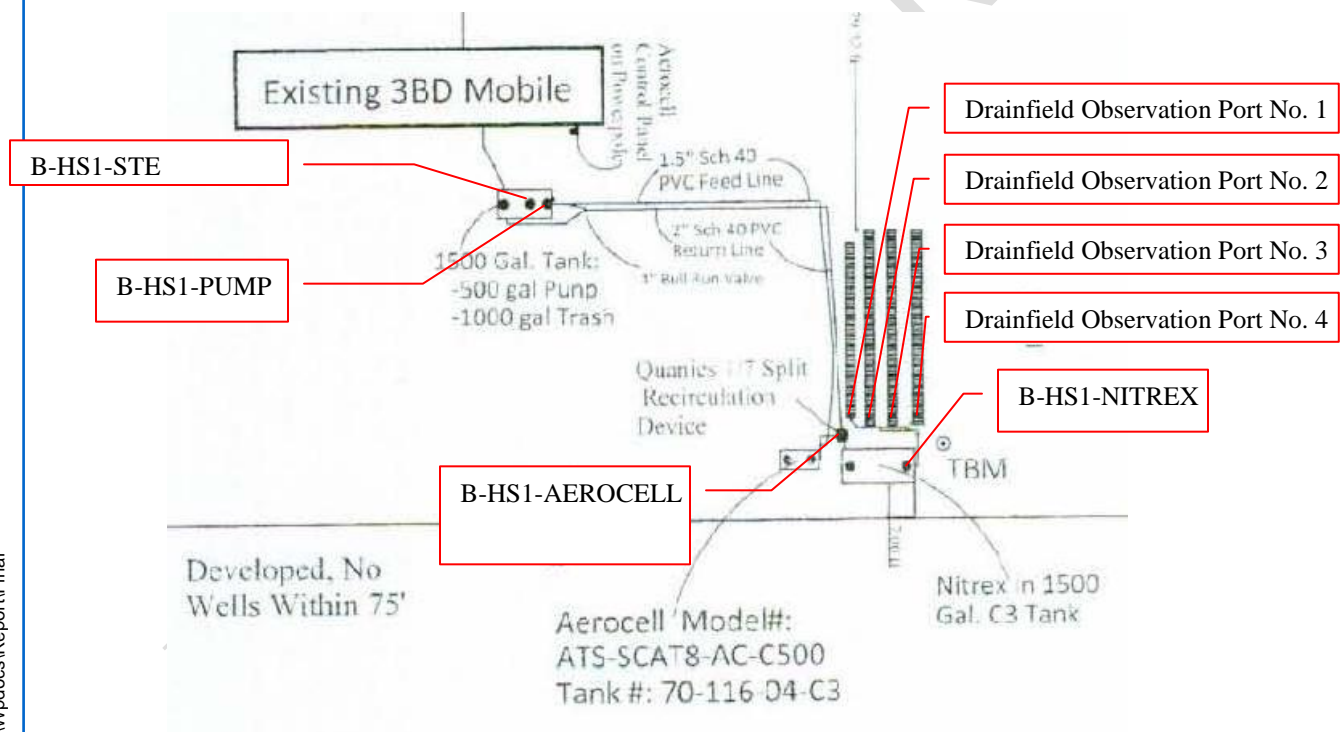 Existing 3BD Mobile
Aerocell
Control Panel
on Powerpole
Drainfield Observation Port No. 1
B-HS1-STE
1.5" Sch 40
PVC Feed Line
Drainfield Observation Port No. 2
2" Sch 40 PVC
Return Line
Drainfield Observation Port No. 3
B-HS1-PUMP
1500 Gal. Tank:
-500 gal Punp
-1000 gal Trash
Bull Run Valve
Drainfield Observation Port No. 4
Quanics 1/7 Split
Recirculation
Device
B-HS1-NITREX
TBM
B-HS1-AEROCELL
Developed, No
Wells Within 75'
Nitrex in 1500
Gal. C3 Tank
Aerocell Model#:
ATS-SCAT8-AC-C500
Tank #: 70-116-D4-C3